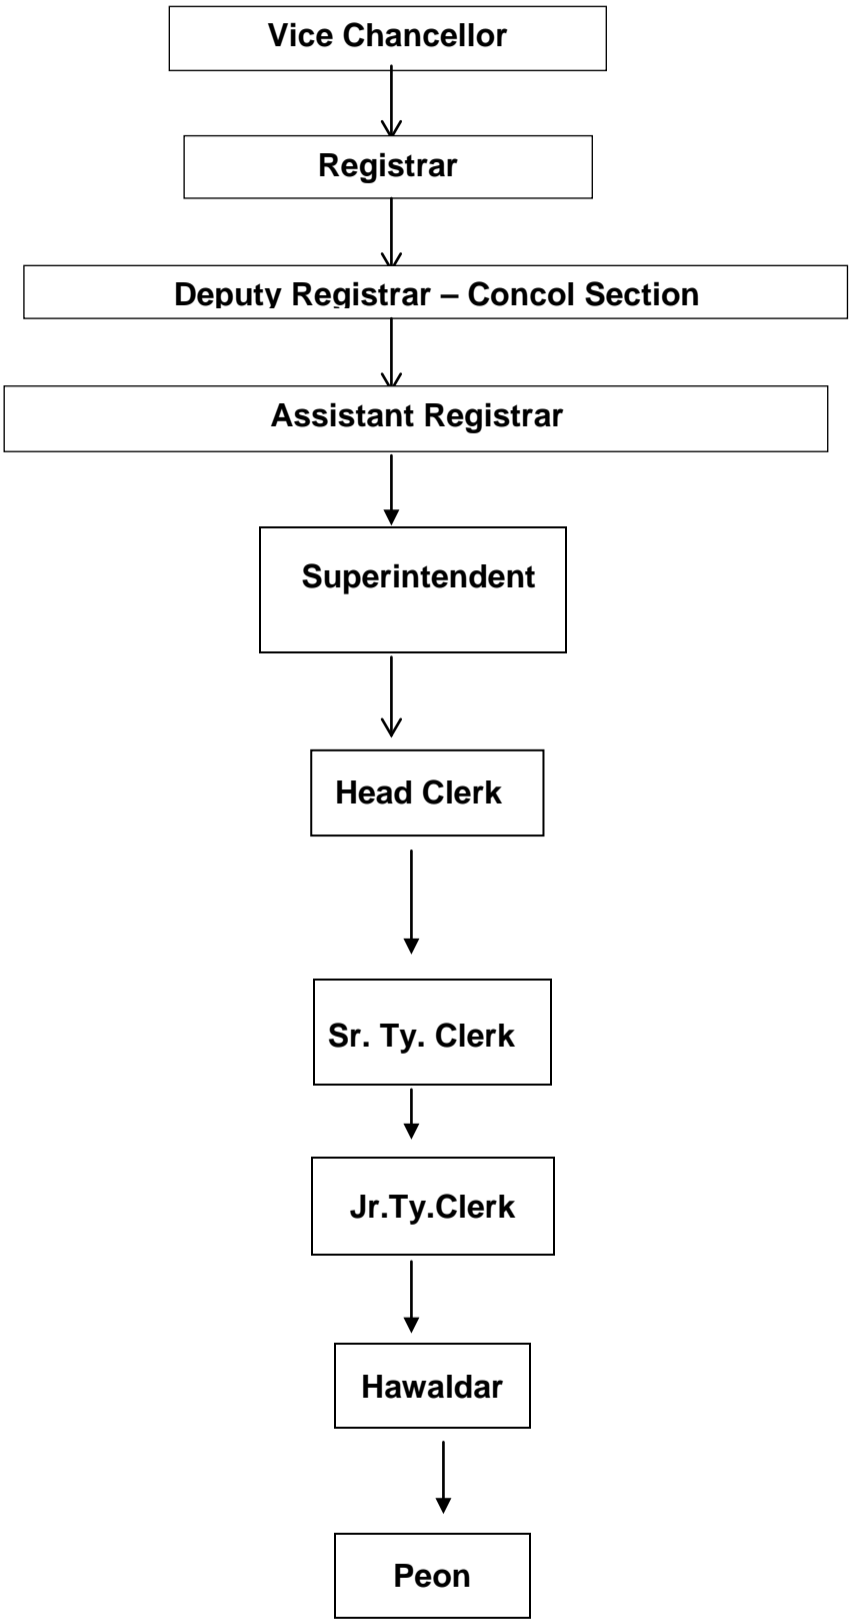 Vice Chancellor
Registrar
Deputy Registrar – Concol Section
Assistant Registrar
Superintendent
Head Clerk
Sr. Ty. Clerk
Jr.Ty.Clerk
Hawaldar
Peon